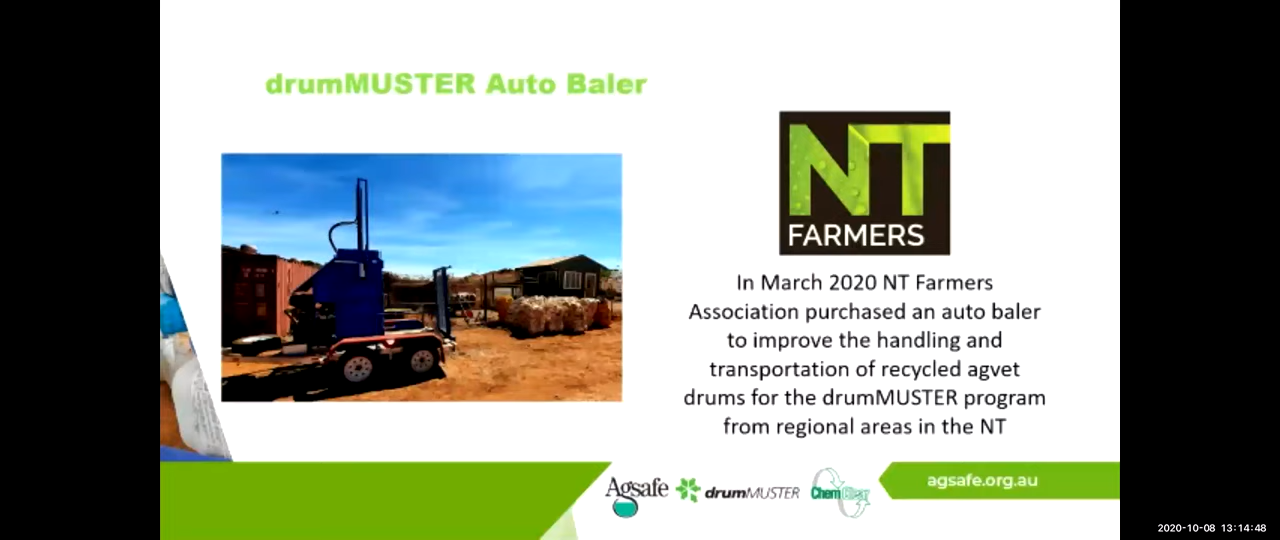 drumMUSTER Auto Baler
NT
FARMERS
In March 2020 NT Farmers
Association purchased an auto baler
to improve the handling and
transportation of recycled agvet
drums for the drumMUSTER program
from regional areas in the NT
Agsafe
drumMUSTER
ChemClear
agsafe.org.au
2020-10-08 13:14:48